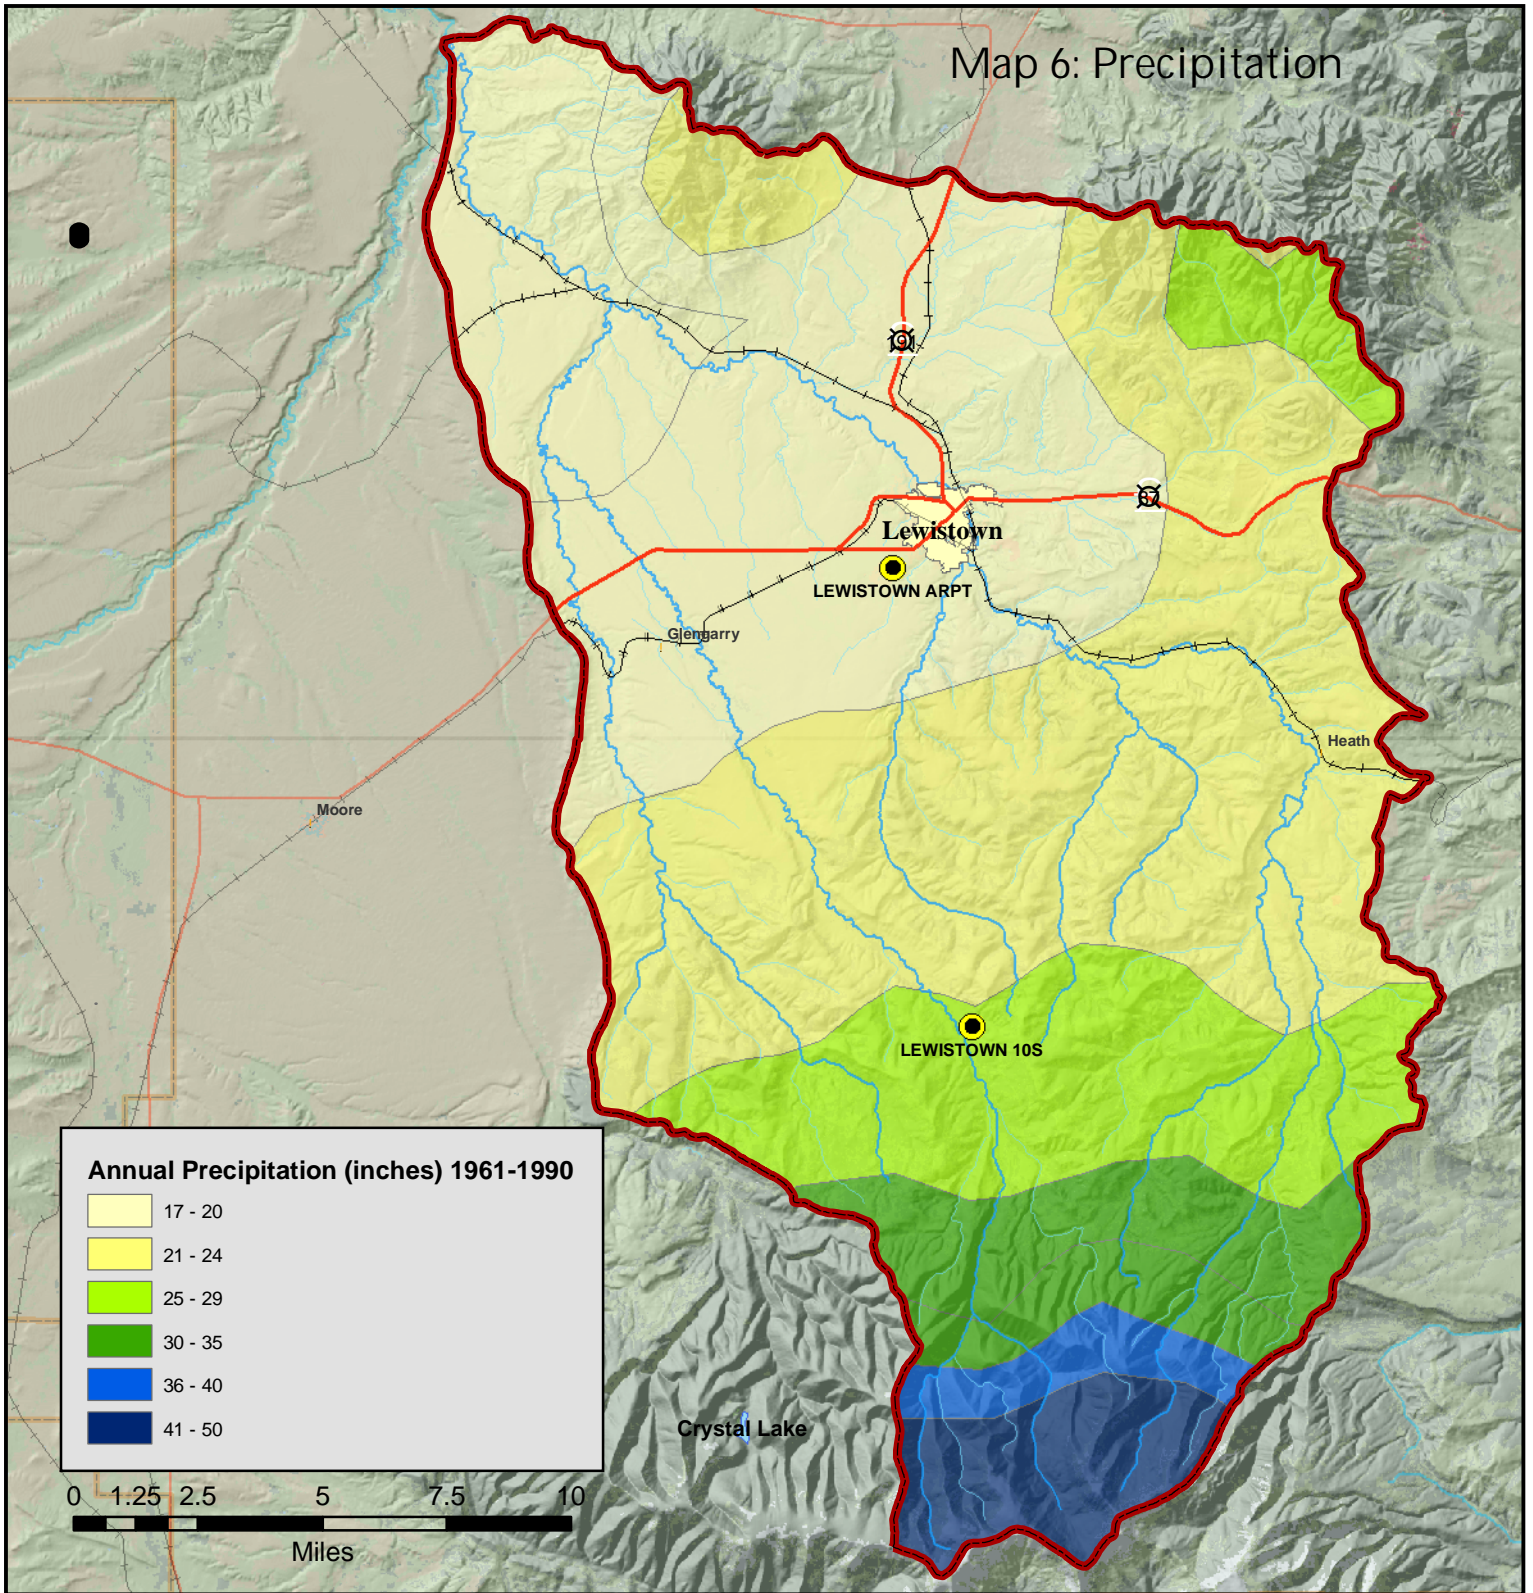 Map 6: Precipitation
191
87
Lewistown
LEWISTOWN ARPT
Glengarry
Heath
Moore
LEWISTOWN 10S
Annual Precipitation (inches) 1961-1990
17 - 20
21 - 24
25 - 29
30 - 35
36 - 40
41 - 50
Crystal Lake
0 1.25 2.5 5 7.5 10
Miles